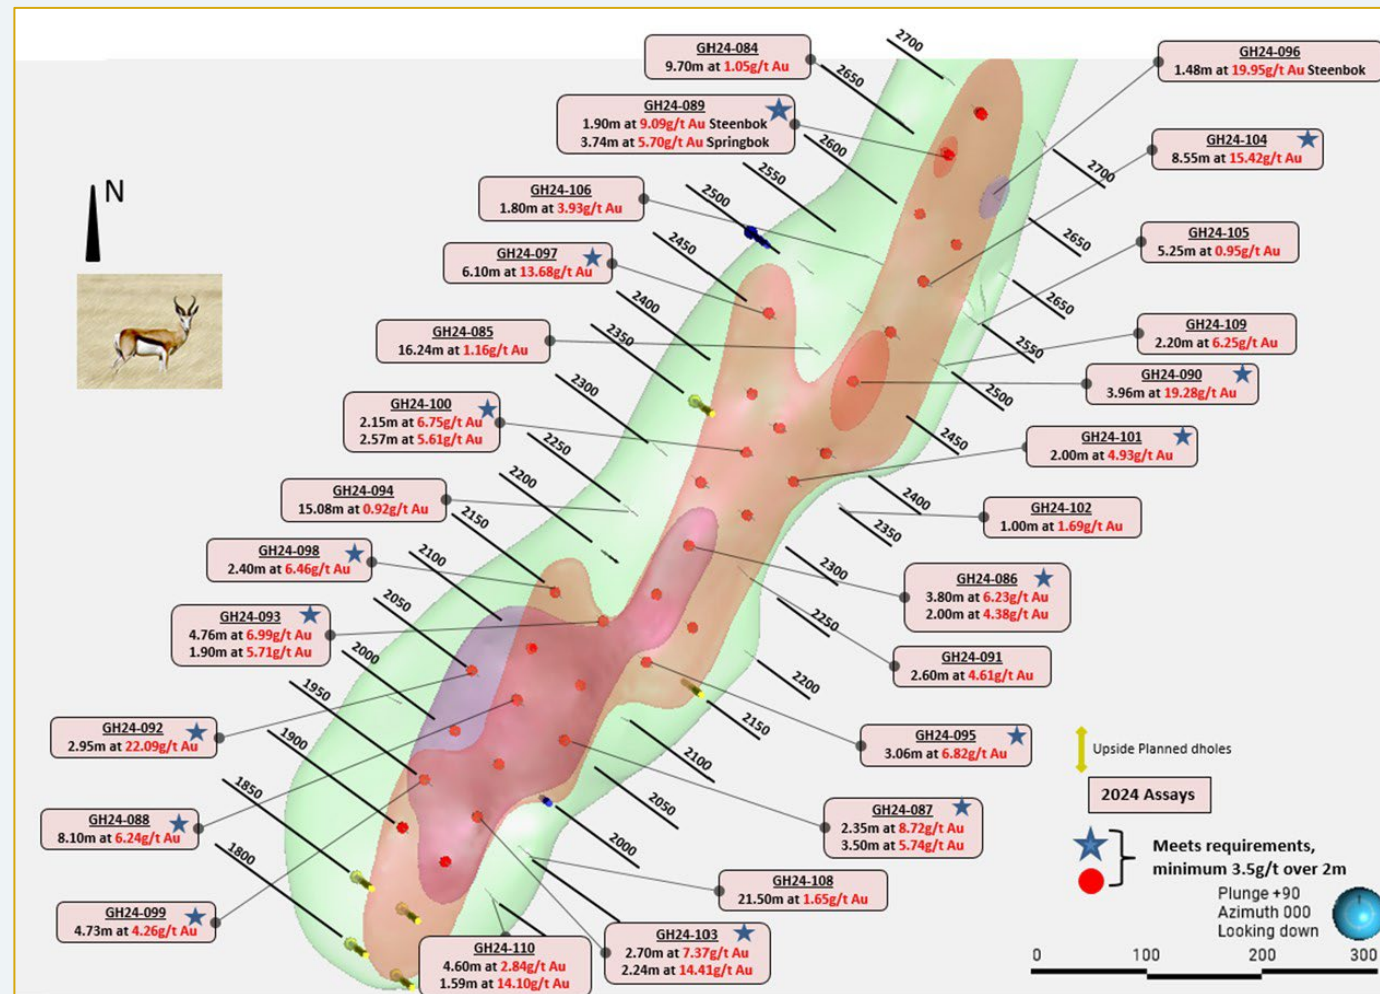 GH24-084
9.70m at 1.05g/t Au
GH24-096
1.48m at 19.95g/t Au Steenbok
GH24-089
1.90m at 9.09g/t Au Steenbok
3.74m at 5.70g/t Au Springbok
GH24-104
8.55m at 15.42g/t Au
GH24-106
1.80m at 3.93g/t Au
GH24-105
5.25m at 0.95g/t Au
GH24-097
6.10m at 13.68g/t Au
GH24-085
16.24m at 1.16g/t Au
GH24-109
2.20m at 6.25g/t Au
GH24-090
3.96m at 19.28g/t Au
GH24-100
2.15m at 6.75g/t Au
2.57m at 5.61g/t Au
GH24-101
2.00m at 4.93g/t Au
GH24-094
15.08m at 0.92g/t Au
GH24-102
1.00m at 1.69g/t Au
GH24-098
2.40m at 6.46g/t Au
GH24-086
3.80m at 6.23g/t Au
2.00m at 4.38g/t Au
GH24-093
4.76m at 6.99g/t Au
1.90m at 5.71g/t Au
GH24-091
2.60m at 4.61g/t Au
GH24-092
2.95m at 22.09g/t Au
GH24-095
3.06m at 6.82g/t Au
GH24-088
8.10m at 6.24g/t Au
GH24-087
2.35m at 8.72g/t Au
3.50m at 5.74g/t Au
GH24-108
21.50m at 1.65g/t Au
GH24-099
4.73m at 4.26g/t Au
GH24-103
2.70m at 7.37g/t Au
2.24m at 14.41g/t Au
GH24-110
4.60m at 2.84g/t Au
1.59m at 14.10g/t Au
N
2700
2650
2600
2550
2500
2450
2400
2350
2300
2250
2200
2150
2100
2050
2000
1950
1900
1850
1800
2700
2650
2650
2550
2500
2450
2400
2350
2300
2250
2200
2150
2100
2050
2000
Upside Planned dholes
2024 Assays
Meets requirements,
minimum 3.5g/t over 2m
Plunge +90
Azimuth 000
Looking down
0 100 200 300